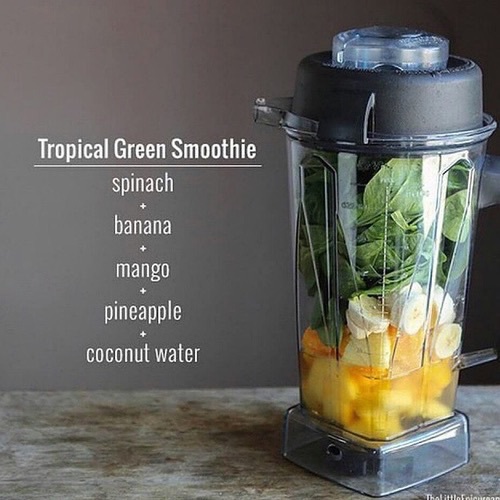 Tropical Green Smoothie
spinach
+
banana
+
mango
+
pineapple
+
coconut water